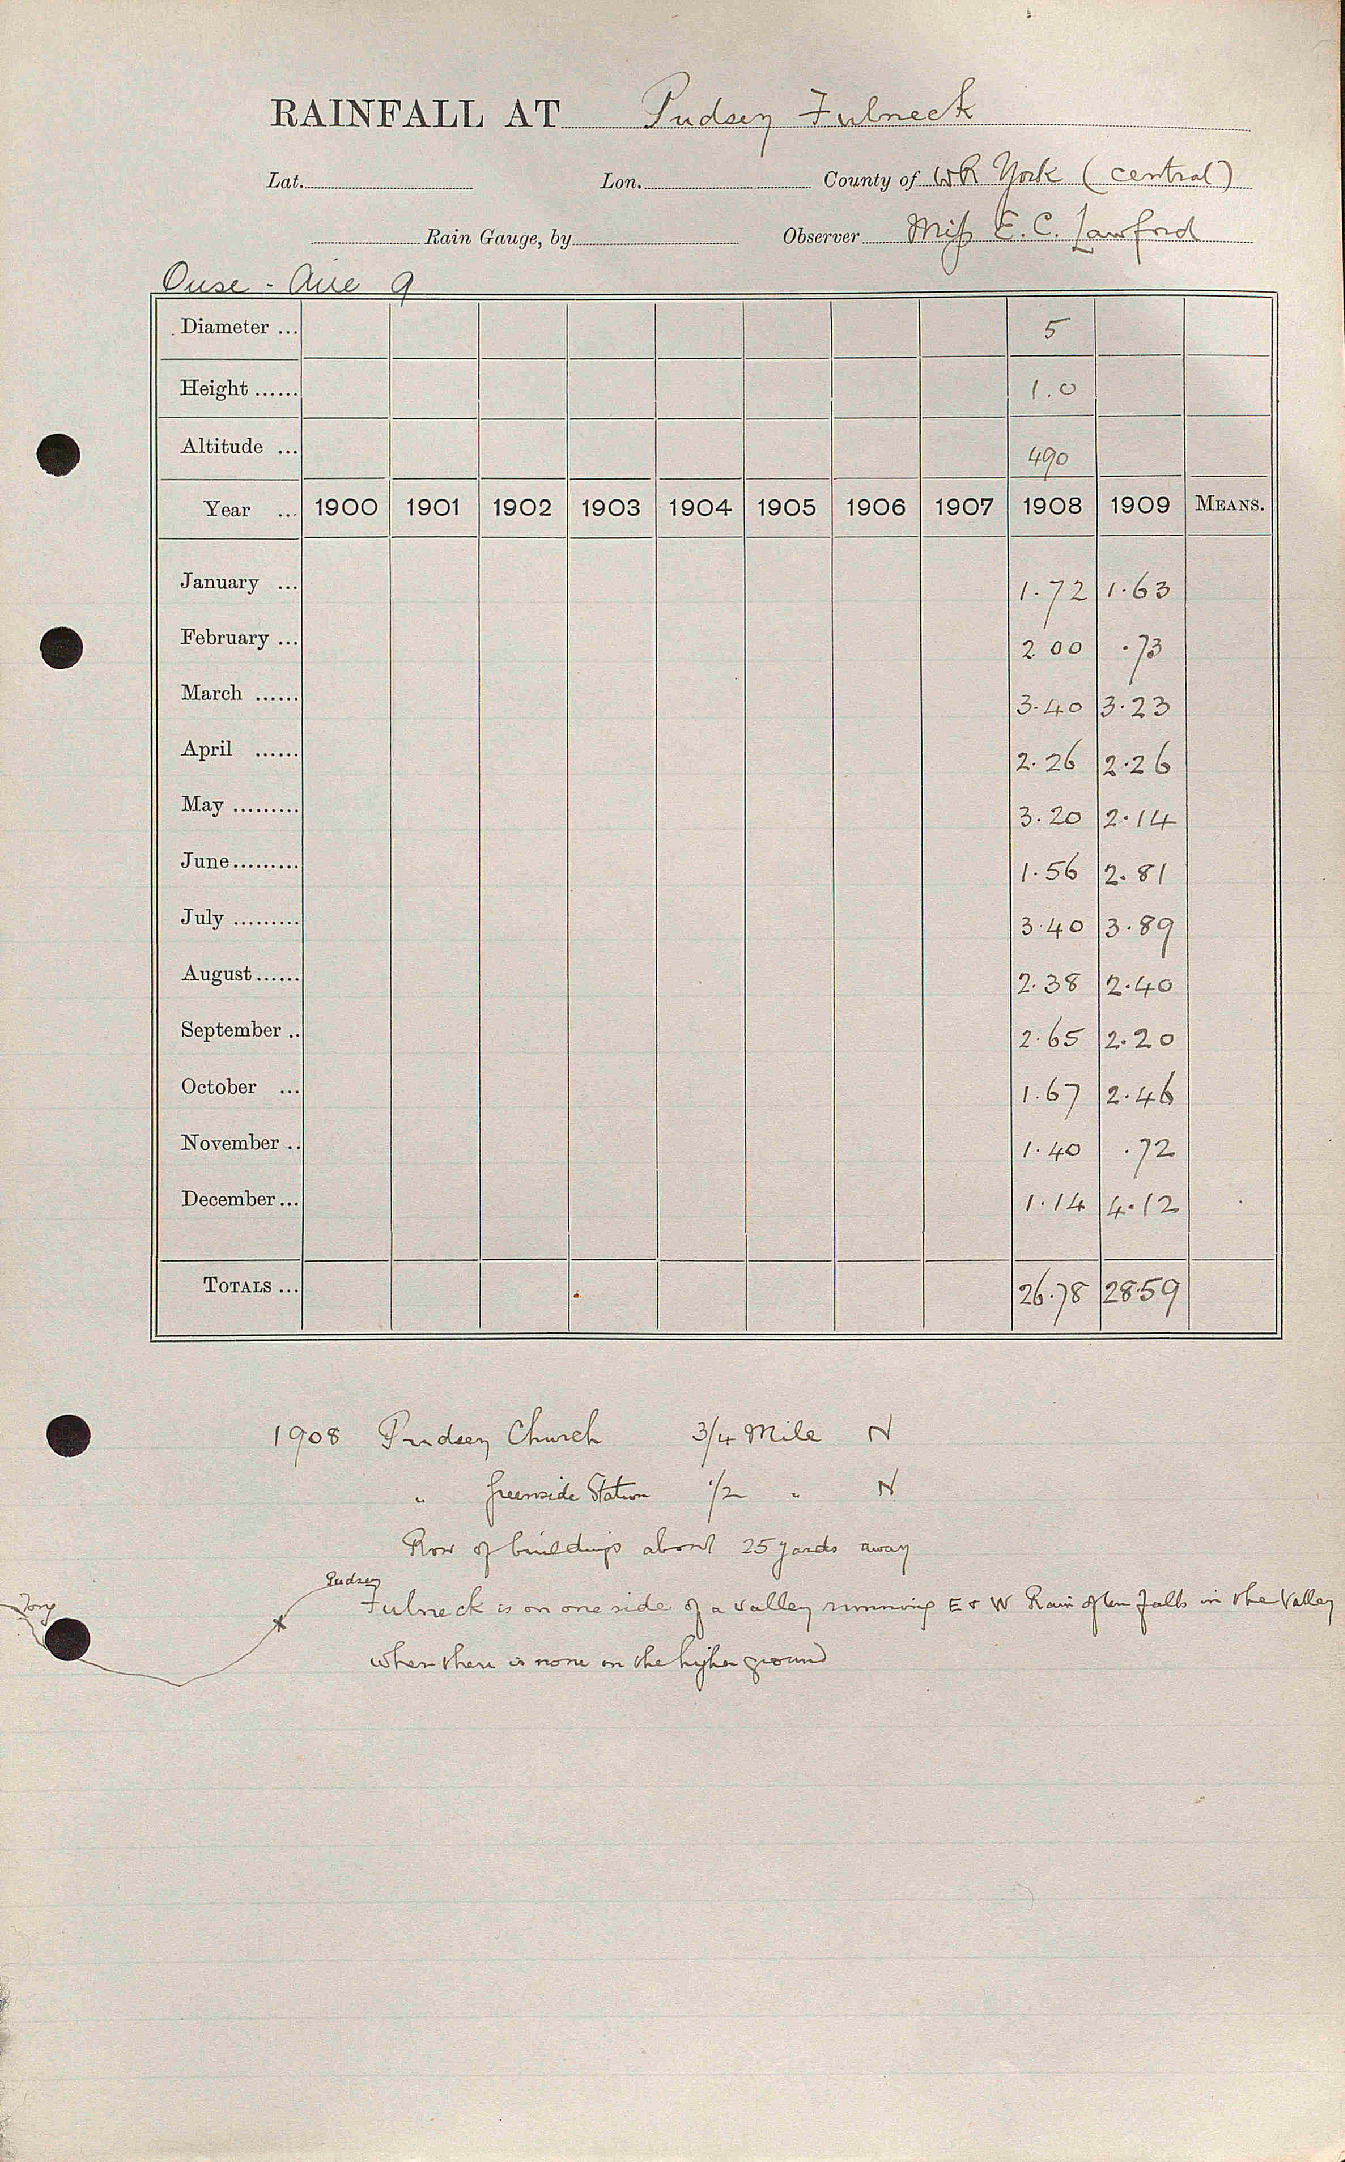 RAINFALL AT Pudsey Fulneck
Lat. Lon. County of WR York (central)
Rain Gauge, by Observer Miss E. C. Lawford
Ouse - Aire 9
Diameter ... 5
Height ...... 1.0
Altitude ... 490
Year ... 1900 1901 1902 1903 1904 1905 1906 1907 1908 1909 MEANS.
January ... 1.72 1.63
February ... 2 00 .73
March ...... 3.40 3.23
April ...... 2.26 2.26
May ......... 3.20 2.14
June ......... 1.56 2.81
July ......... 3.40 3.89
August ...... 2.38 2.40
September .. 2.65 2.20
October ... 1.67 2.46
November .. 1.40 .72
December ... 1.14 4.12
TOTALS ... 26.78 28.59
1908 Pudsey Church 3/4 Mile N
" Greenside Station 1/2 " N
Row of buildings about 25 yards away
Pudsey
Fulneck is on one side of a valley running E & W Rain often falls in the Valley
when there is none on the higher ground